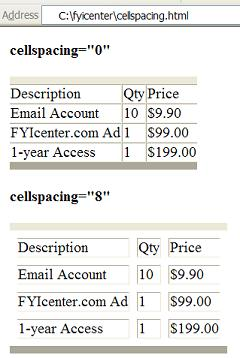 Address C:\fyicenter\cellspacing.html
cellspacing="0"
Description Qty Price
Email Account 10 $9.90
FYIcenter.com Ad 1 $99.00
1-year Access 1 $199.00
cellspacing="8"
Description Qty Price
Email Account 10 $9.90
FYIcenter.com Ad 1 $99.00
1-year Access 1 $199.00